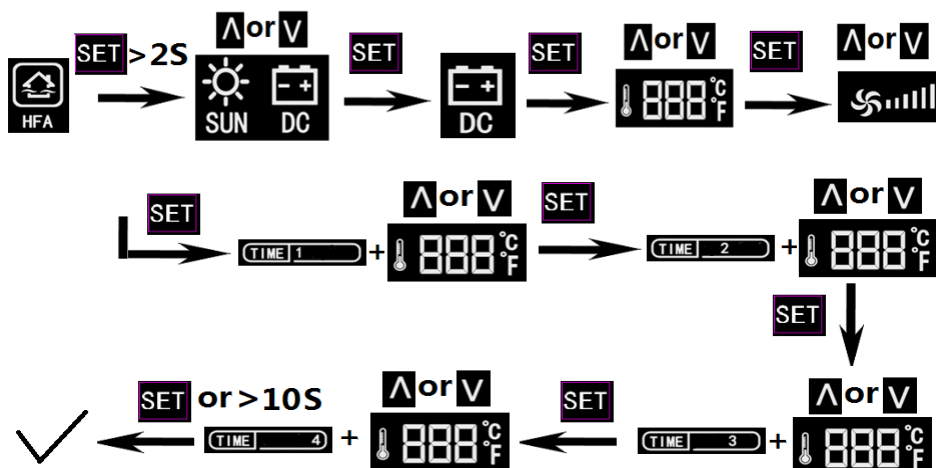 Λ or V
Λ or V
Λ or V
SET >2S
SET
SET
SET
HFA
SUN DC
DC
888 °C °F
Λ or V
Λ or V
SET
SET
TIME 1 + 888 °C °F
TIME 2 + 888 °C °F
SET
Λ or V
Λ or V
SET or >10S
SET
TIME 4 + 888 °C °F
TIME 3 + 888 °C °F